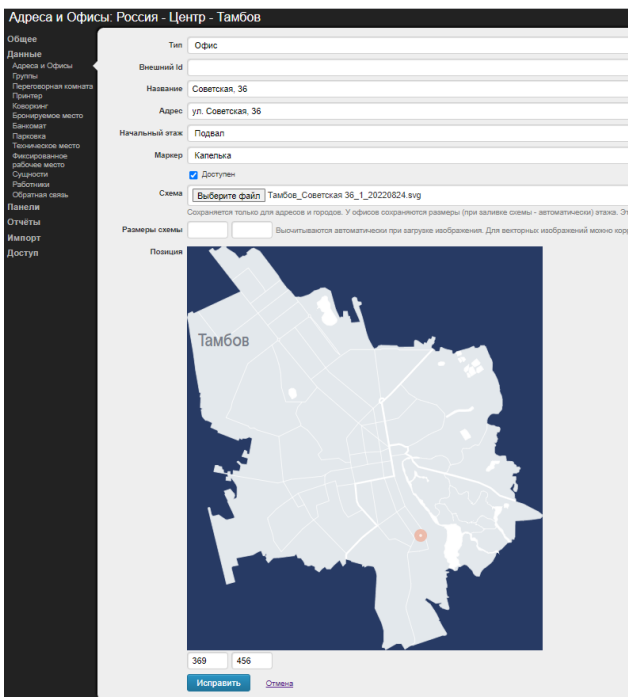 Адреса и Офисы: Россия - Центр - Тамбов
Общее
Данные
Адреса и Офисы
Группы
Переговорная комната
Принтер
Коворкинг
Бронируемое место
Банкомат
Парковка
Техническое место
Фиксированное
рабочее место
Сущности
Работники
Обратная связь
Панели
Отчёты
Импорт
Доступ
Тип Офис
Внешний Id
Название Советская, 36
Адрес ул. Советская, 36
Начальный этаж Подвал
Маркер Капелька
Доступен
Схема Выберите файл Тамбов_Советская 36_1_20220824.svg
Сохраняется только для адресов и городов. У офисов сохраняются размеры (при заливке схемы - автоматически) этажа. Эт
Размеры схемы Высчитываются автоматически при загрузке изображения. Для векторных изображений можно корр
Позиция
Тамбов
369 456
Исправить Отмена